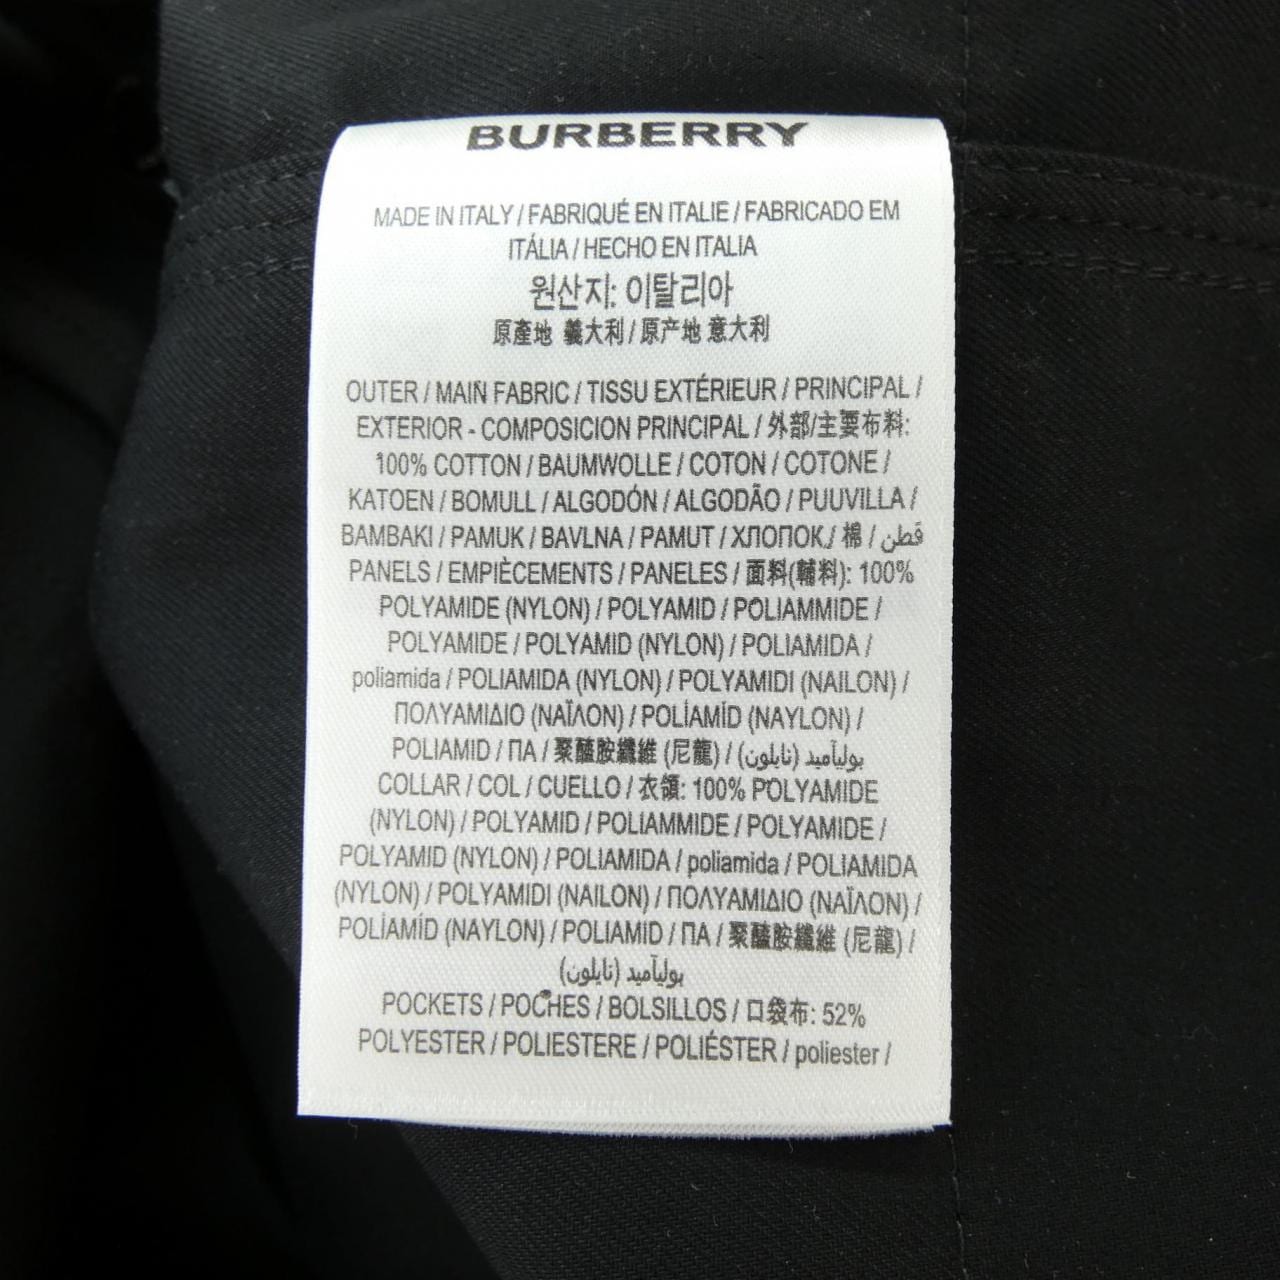 BURBERRY
MADE IN ITALY / FABRIQUÉ EN ITALIE / FABRICADO EM
ITÁLIA / HECHO EN ITALIA
원산지: 이탈리아
原產地 義大利 / 原产地 意大利
OUTER / MAIN FABRIC / TISSU EXTÉRIEUR / PRINCIPAL /
EXTERIOR - COMPOSICION PRINCIPAL / 外部/主要布料:
100% COTTON / BAUMWOLLE / COTON / COTONE /
KATOEN / BOMULL / ALGODÓN / ALGODÃO / PUUVILLA /
BAMBAKI / PAMUK / BAVLNA / PAMUT / ХЛОПОК / 棉 / قطن
PANELS / EMPIÈCEMENTS / PANELES / 面料(輔料): 100%
POLYAMIDE (NYLON) / POLYAMID / POLIAMMIDE /
POLYAMIDE / POLYAMID (NYLON) / POLIAMIDA /
poliamida / POLIAMIDA (NYLON) / POLYAMIDI (NAILON) /
ΠΟΛΥΑΜΙΔΙΟ (ΝΑΪΛΟΝ) / POLİAMİD (NAYLON) /
POLIAMID / ПА / 聚醯胺纖維 (尼龍) / بولياميد (نايلون)
COLLAR / COL / CUELLO / 衣領: 100% POLYAMIDE
(NYLON) / POLYAMID / POLIAMMIDE / POLYAMIDE /
POLYAMID (NYLON) / POLIAMIDA / poliamida / POLIAMIDA
(NYLON) / POLYAMIDI (NAILON) / ΠΟΛΥΑΜΙΔΙΟ (ΝΑΪΛΟΝ) /
POLİAMİD (NAYLON) / POLIAMID / ПА / 聚醯胺纖維 (尼龍) /
بولياميد (نايلون)
POCKETS / POCHES / BOLSILLOS / 口袋布: 52%
POLYESTER / POLIESTERE / POLIÉSTER / poliester /